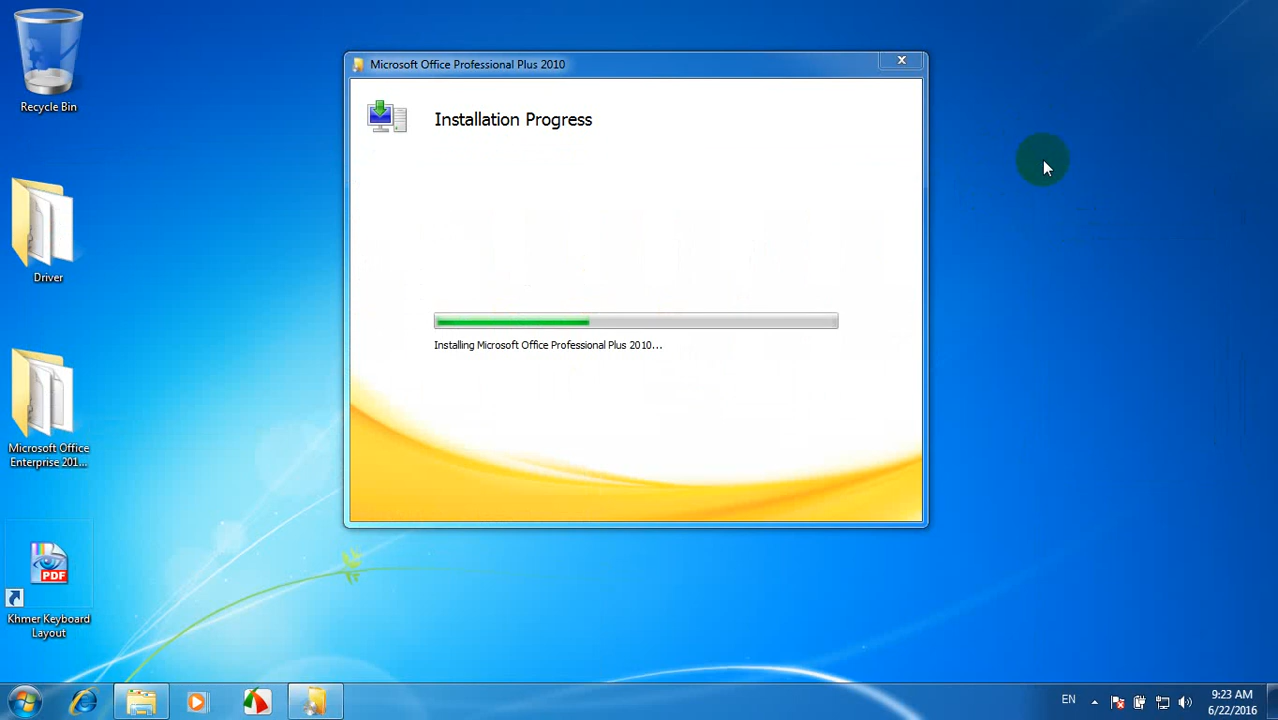 Recycle Bin
Driver
Microsoft Office
Enterprise 201...
PDF
Khmer Keyboard
Layout
Microsoft Office Professional Plus 2010
Installation Progress
Installing Microsoft Office Professional Plus 2010...
EN
9:23 AM
6/22/2016